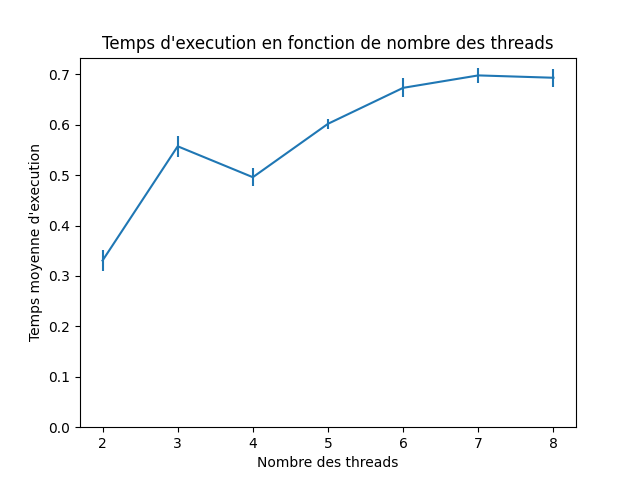 Temps d'execution en fonction de nombre des threads
Temps moyenne d'execution
0.7
0.6
0.5
0.4
0.3
0.2
0.1
0.0
2 3 4 5 6 7 8
Nombre des threads